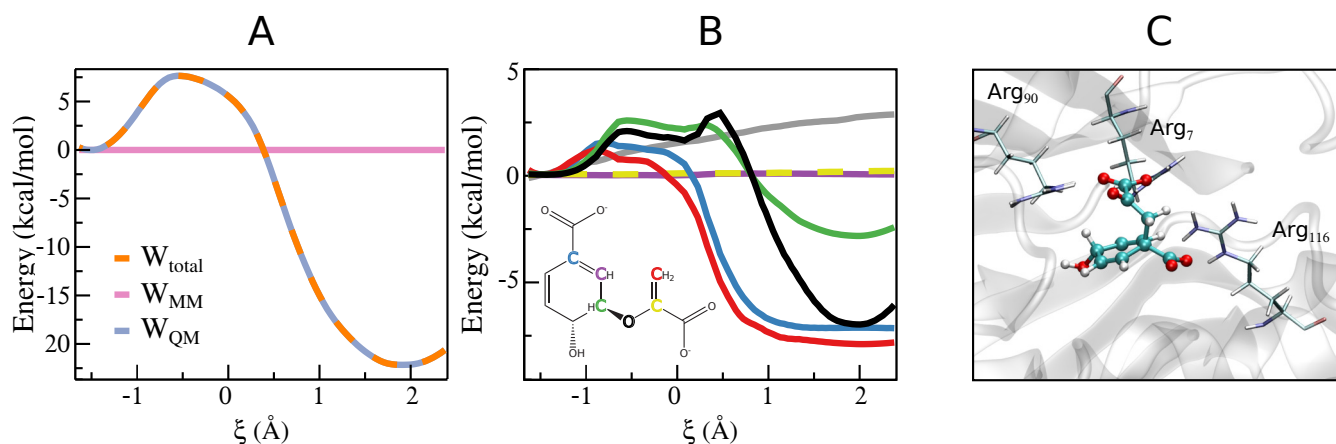 A
Energy (kcal/mol)
5
0
-5
-10
-15
20
W_total
W_MM
W_QM
-1
0
1
2
ξ (Å)
B
Energy (kcal/mol)
5
0
-5
-1
0
1
2
ξ (Å)
O
O⁻
C
CH
HC
O
CH₂
C
O
O⁻
OH
C
Arg₉₀
Arg₇
Arg₁₁₆